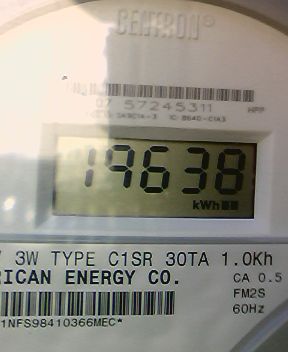 CENTRON®
07 57245311
19638
kWh
3W TYPE C1SR 30TA 1.0Kh
RICAN ENERGY CO. CA 0.5
FM2S
1NFS98410366MEC* 60Hz